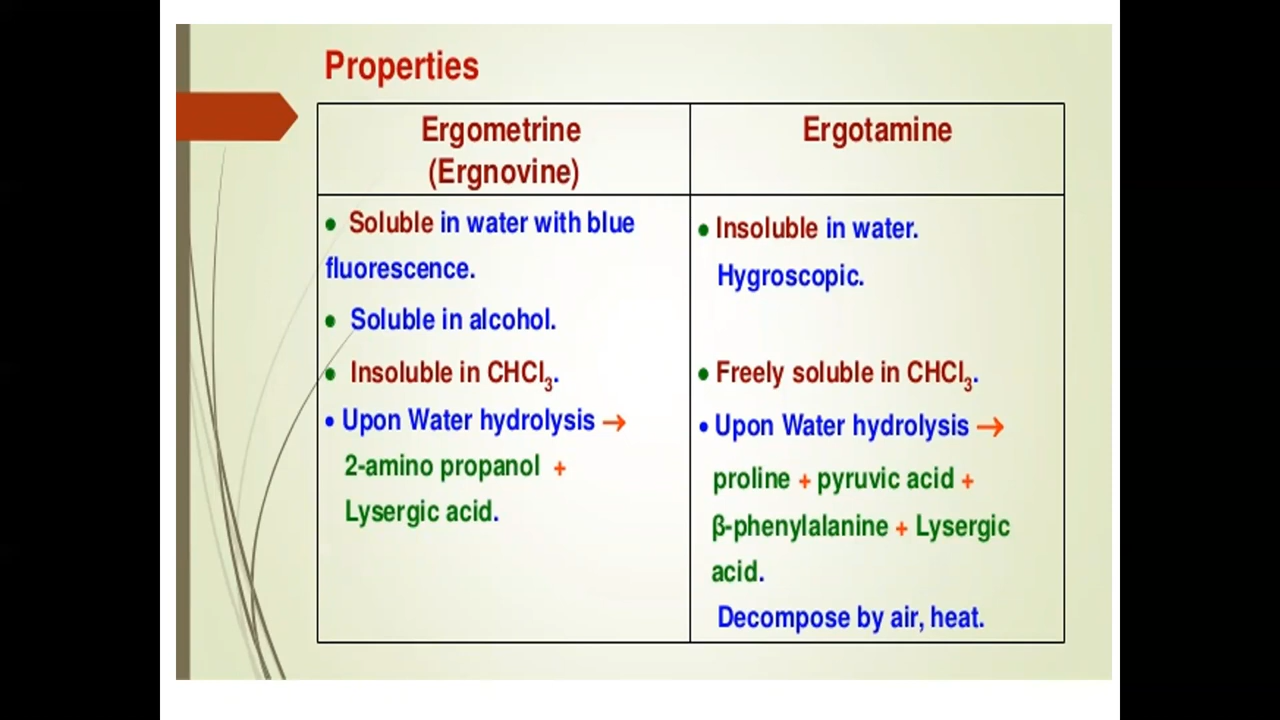 Properties
Ergometrine
(Ergnovine)
• Soluble in water with blue
fluorescence.
• Soluble in alcohol.
• Insoluble in CHCl₃.
• Upon Water hydrolysis →
2-amino propanol +
Lysergic acid.
Ergotamine
• Insoluble in water.
Hygroscopic.
• Freely soluble in CHCl₃.
• Upon Water hydrolysis →
proline + pyruvic acid +
β-phenylalanine + Lysergic
acid.
Decompose by air, heat.